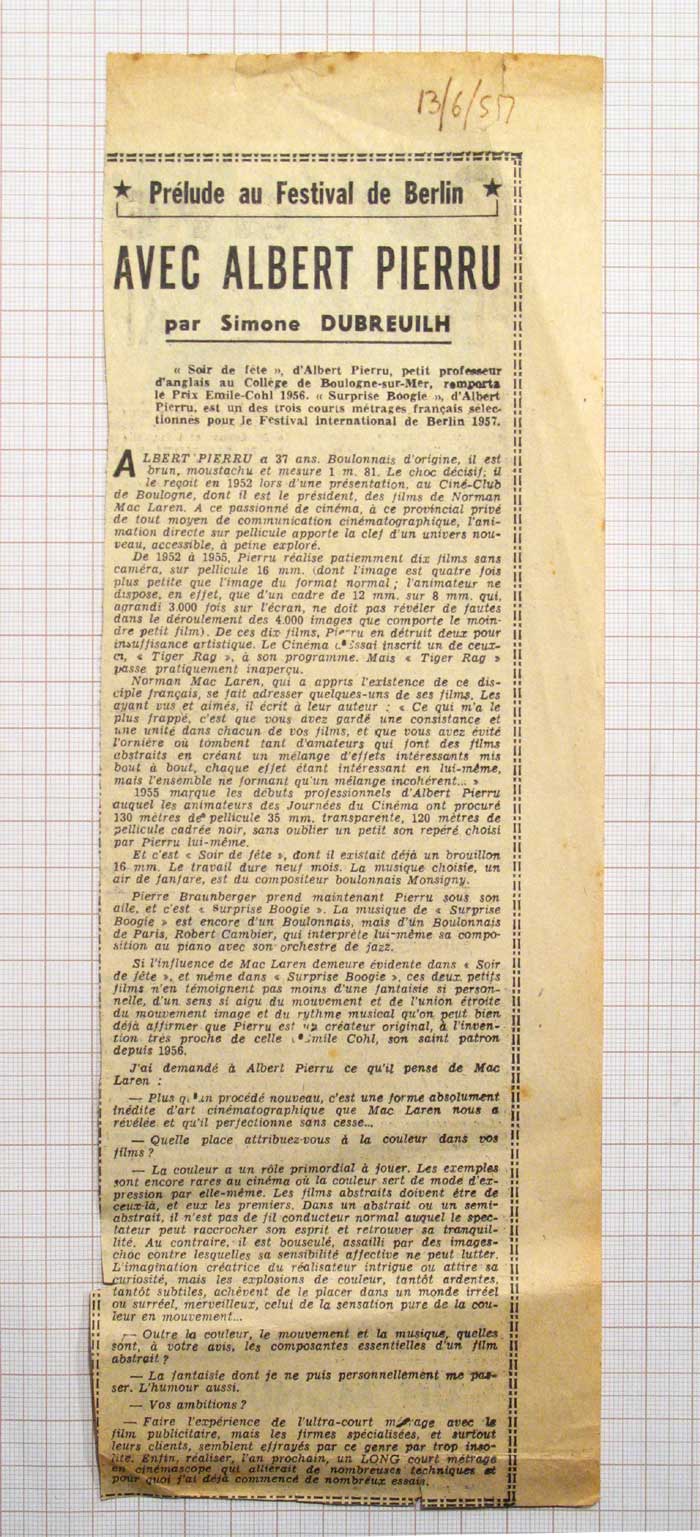 13/6/57
★ Prélude au Festival de Berlin ★
AVEC ALBERT PIERRU
par Simone DUBREUILH
« Soir de fête », d'Albert Pierru, petit professeur
d'anglais au Collège de Boulogne-sur-Mer, remporta
le Prix Emile-Cohl 1956. « Surprise Boogie », d'Albert
Pierru, est un des trois courts métrages français sélec-
tionnés pour le Festival international de Berlin 1957.
ALBERT PIERRU a 37 ans. Boulonnais d'origine, il est
brun, moustachu et mesure 1 m. 81. Le choc décisif, il
le reçoit en 1952 lors d'une présentation, au Ciné-Club
de Boulogne, dont il est le président, des films de Norman
Mac Laren. A ce passionné de cinéma, à ce provincial privé
de tout moyen de communication cinématographique, l'ani-
mation directe sur pellicule apporte la clef d'un univers nou-
veau, accessible, à peine exploré.
De 1952 à 1955, Pierru réalise patiemment dix films sans
caméra, sur pellicule 16 mm. (dont l'image est quatre fois
plus petite que l'image du format normal ; l'animateur ne
dispose, en effet, que d'un cadre de 12 mm. sur 8 mm. qui,
agrandi 3.000 fois sur l'écran, ne doit pas révéler de fautes
dans le déroulement des 4.000 images que comporte le moin-
dre petit film). De ces dix films, Pierru en détruit deux pour
insuffisance artistique. Le Cinéma d'Essai inscrit un de ceux-
ci, « Tiger Rag », à son programme. Mais « Tiger Rag »
passe pratiquement inaperçu.
Norman Mac Laren, qui a appris l'existence de ce dis-
ciple français, se fait adresser quelques-uns de ses films. Les
ayant vus et aimés, il écrit à leur auteur : « Ce qui m'a le
plus frappé, c'est que vous avez gardé une consistance et
une unité dans chacun de vos films, et que vous avez évité
l'ornière où tombent tant d'amateurs qui font des films
abstraits en créant un mélange d'effets intéressants mis
bout à bout, chaque effet étant intéressant en lui-même,
mais l'ensemble ne formant qu'un mélange incohérent... »
1955 marque les débuts professionnels d'Albert Pierru
auquel les animateurs des Journées du Cinéma ont procuré
130 mètres de pellicule 35 mm. transparente, 120 mètres de
pellicule cadrée noir, sans oublier un petit son repéré choisi
par Pierru lui-même.
Et c'est « Soir de fête », dont il existait déjà un brouillon
16 mm. Le travail dure neuf mois. La musique choisie, un
air de fanfare, est du compositeur boulonnais Monsigny.
Pierre Braunberger prend maintenant Pierru sous son
aile, et c'est « Surprise Boogie ». La musique de « Surprise
Boogie » est encore d'un Boulonnais, mais d'un Boulonnais
de Paris, Robert Cambier, qui interprète lui-même sa compo-
sition au piano avec son orchestre de jazz.
Si l'influence de Mac Laren demeure évidente dans « Soir
de fête », et même dans « Surprise Boogie », ces deux petits
films n'en témoignent pas moins d'une fantaisie si person-
nelle, d'un sens si aigu du mouvement et de l'union étroite
du mouvement image et du rythme musical qu'on peut bien
déjà affirmer que Pierru est un créateur original, à l'inven-
tion très proche de celle d'Emile Cohl, son saint patron
depuis 1956.
J'ai demandé à Albert Pierru ce qu'il pense de Mac
Laren :
— Plus qu'un procédé nouveau, c'est une forme absolument
inédite d'art cinématographique que Mac Laren nous a
révélée et qu'il perfectionne sans cesse...
— Quelle place attribuez-vous à la couleur dans vos
films ?
— La couleur a un rôle primordial à jouer. Les exemples
sont encore rares au cinéma où la couleur sert de mode d'ex-
pression par elle-même. Les films abstraits doivent être de
ceux-là, et eux les premiers. Dans un abstrait ou un semi-
abstrait, il n'est pas de fil conducteur normal auquel le spec-
tateur peut raccrocher son esprit et retrouver sa tranquil-
lité. Au contraire, il est bousculé, assailli par des images-
choc contre lesquelles sa sensibilité affective ne peut lutter.
L'imagination créatrice du réalisateur intrigue ou attire sa
curiosité, mais les explosions de couleur, tantôt ardentes,
tantôt subtiles, achèvent de le placer dans un monde irréel
ou surréel, merveilleux, celui de la sensation pure de la cou-
leur en mouvement...
— Outre la couleur, le mouvement et la musique, quelles
sont, à votre avis, les composantes essentielles d'un film
abstrait ?
— La fantaisie dont je ne puis personnellement me pas-
ser. L'humour aussi.
— Vos ambitions ?
— Faire l'expérience de l'ultra-court métrage avec le
film publicitaire, mais les firmes spécialisées, et surtout
leurs clients, semblent effrayés par ce genre par trop inso-
lite. Enfin, réaliser, l'an prochain, un LONG court métrage
en cinémascope qui allierait de nombreuses techniques et
pour quoi j'ai déjà commencé de nombreux essais.